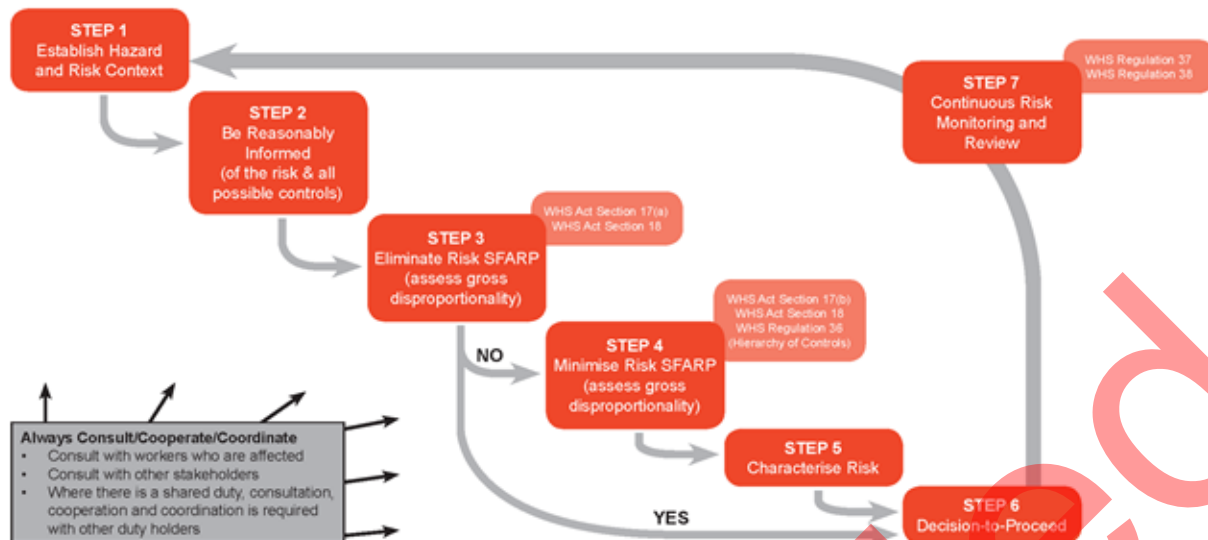 STEP 1
Establish Hazard
and Risk Context
STEP 2
Be Reasonably
Informed
(of the risk & all
possible controls)
WHS Act Section 17(a)
WHS Act Section 18
STEP 3
Eliminate Risk SFARP
(assess gross
disproportionality)
NO
WHS Act Section 17(b)
WHS Act Section 18
WHS Regulation 36
(Hierarchy of Controls)
STEP 4
Minimise Risk SFARP
(assess gross
disproportionality)
STEP 5
Characterise Risk
YES
STEP 6
Decision-to-Proceed
WHS Regulation 37
WHS Regulation 38
STEP 7
Continuous Risk
Monitoring and
Review
Always Consult/Cooperate/Coordinate
• Consult with workers who are affected
• Consult with other stakeholders
• Where there is a shared duty, consultation,
cooperation and coordination is required
with other duty holders
ed